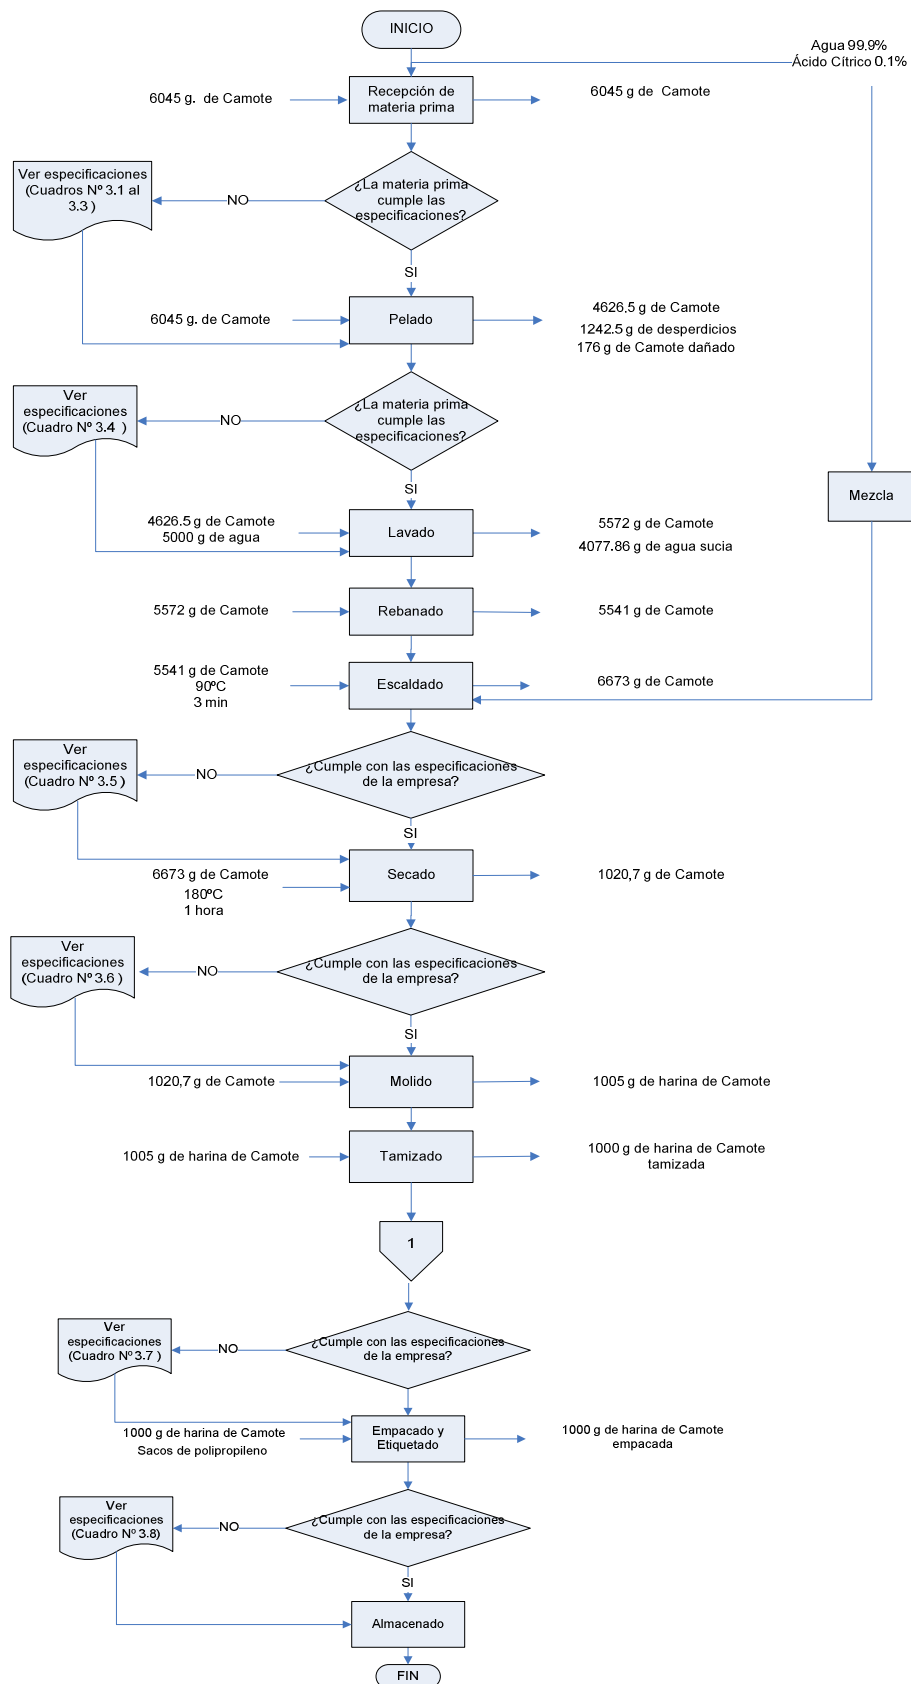 INICIO
Agua 99.9%
Ácido Cítrico 0.1%
6045 g. de Camote
Recepción de
materia prima
6045 g de Camote
Ver especificaciones
(Cuadros Nº 3.1 al
3.3 )
NO
¿La materia prima
cumple las
especificaciones?
SI
6045 g. de Camote
Pelado
4626,5 g de Camote
1242.5 g de desperdicios
176 g de Camote dañado
Ver
especificaciones
(Cuadro Nº 3.4 )
NO
¿La materia prima
cumple las
especificaciones?
SI
Mezcla
4626.5 g de Camote
5000 g de agua
Lavado
5572 g de Camote
4077.86 g de agua sucia
5572 g de Camote
Rebanado
5541 g de Camote
5541 g de Camote
90ºC
3 min
Escaldado
6673 g de Camote
Ver
especificaciones
(Cuadro Nº 3.5 )
NO
¿Cumple con las especificaciones
de la empresa?
SI
6673 g de Camote
180ºC
1 hora
Secado
1020,7 g de Camote
Ver
especificaciones
(Cuadro Nº 3.6 )
NO
¿Cumple con las especificaciones
de la empresa?
SI
1020,7 g de Camote
Molido
1005 g de harina de Camote
1005 g de harina de Camote
Tamizado
1000 g de harina de Camote
tamizada
1
Ver
especificaciones
(Cuadro Nº 3.7 )
NO
¿Cumple con las especificaciones
de la empresa?
1000 g de harina de Camote
Sacos de polipropileno
Empacado y
Etiquetado
1000 g de harina de Camote
empacada
Ver
especificaciones
(Cuadro Nº 3.8)
NO
¿Cumple con las especificaciones
de la empresa?
SI
Almacenado
FIN